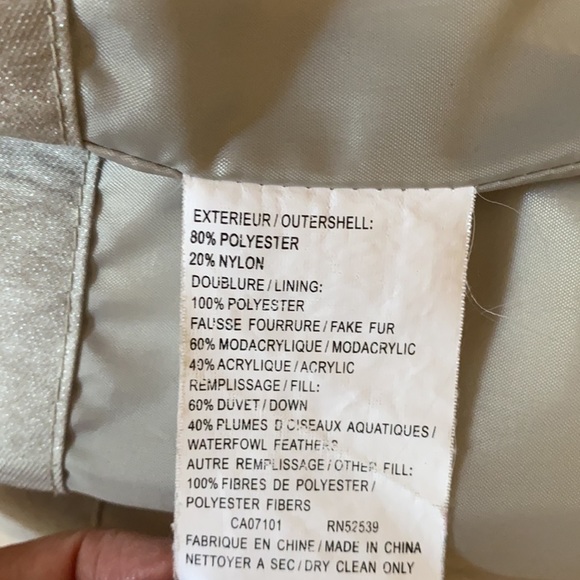 EXTERIEUR / OUTERSHELL:
80% POLYESTER
20% NYLON
DOUBLURE / LINING:
100% POLYESTER
FAUSSE FOURRURE / FAKE FUR
60% MODACRYLIQUE / MODACRYLIC
40% ACRYLIQUE / ACRYLIC
REMPLISSAGE / FILL:
60% DUVET / DOWN
40% PLUMES D'OISEAUX AQUATIQUES /
WATERFOWL FEATHERS
AUTRE REMPLISSAGE / OTHER FILL:
100% FIBRES DE POLYESTER /
POLYESTER FIBERS
CA07101 RN52539
FABRIQUE EN CHINE / MADE IN CHINA
NETTOYER A SEC / DRY CLEAN ONLY